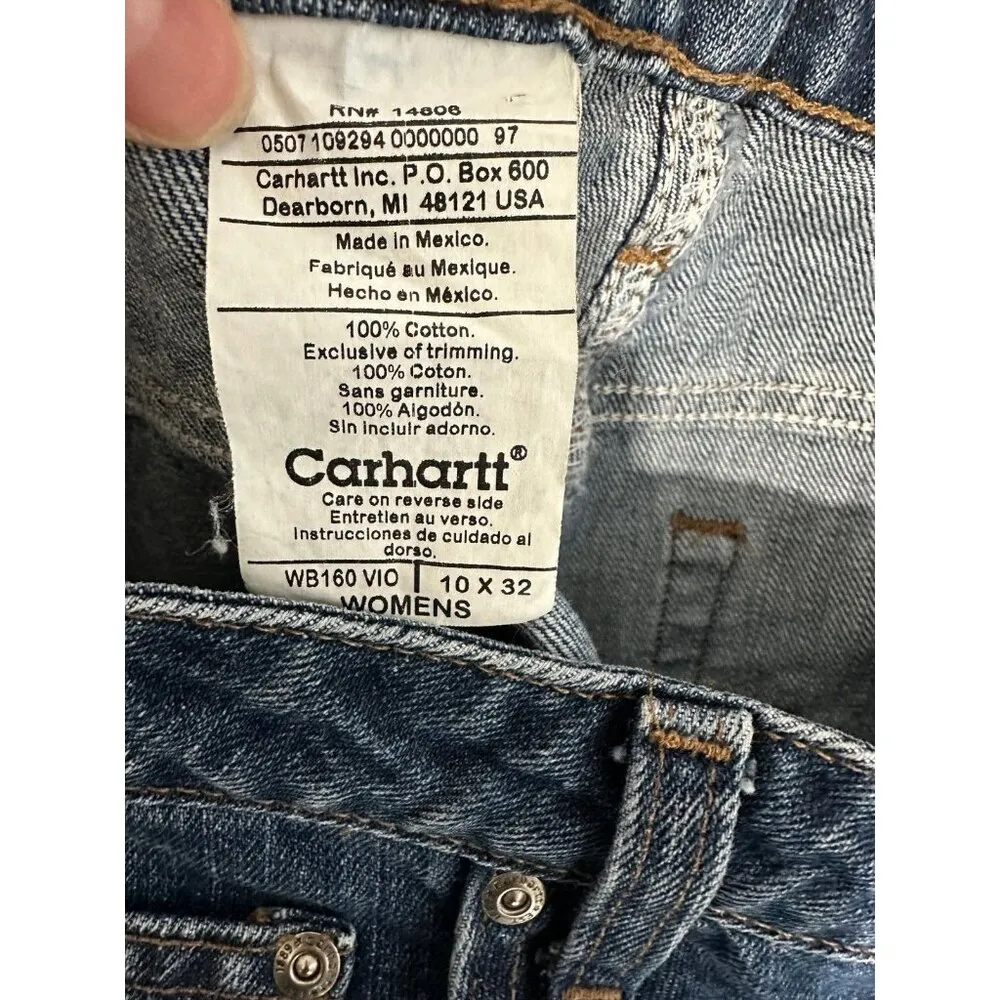 RN# 14806
0507109294 0000000 97
Carhartt Inc. P.O. Box 600
Dearborn, MI 48121 USA
Made in Mexico.
Fabriqué au Mexique.
Hecho en México.
100% Cotton.
Exclusive of trimming.
100% Coton.
Sans garniture.
100% Algodón.
Sin incluir adorno.
Carhartt®
Care on reverse side
Entretien au verso.
Instrucciones de cuidado al
dorso.
WB160 VIO | 10 X 32
WOMENS